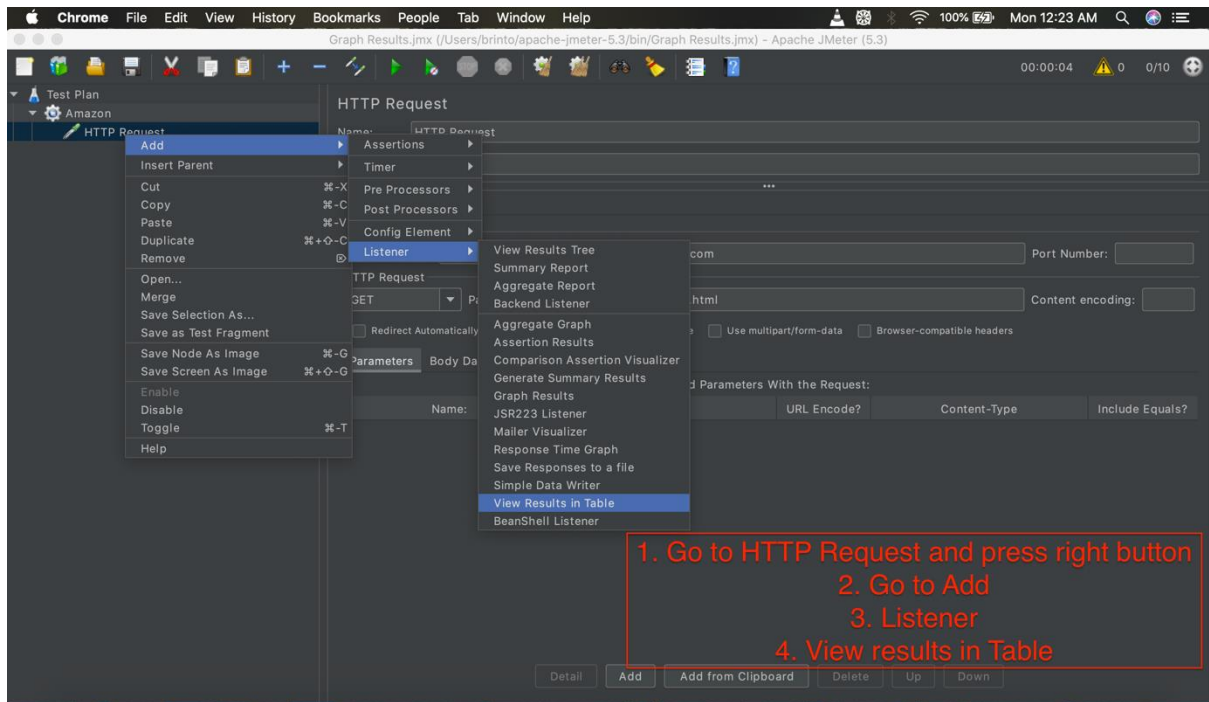 Chrome File Edit View History Bookmarks People Tab Window Help 100% Mon 12:23 AM
Graph Results.jmx (/Users/brinto/apache-jmeter-5.3/bin/Graph Results.jmx) - Apache JMeter (5.3)
00:00:04 0 0/10
Test Plan
Amazon
HTTP Request
HTTP Request
Name: HTTP Request
Add
Insert Parent
Cut ⌘-X
Copy ⌘-C
Paste ⌘-V
Duplicate ⌘+⇧-C
Remove ⌦
Open...
Merge
Save Selection As...
Save as Test Fragment
Save Node As Image ⌘-G
Save Screen As Image ⌘+⇧-G
Enable
Disable
Toggle ⌘-T
Help
Assertions
Timer
Pre Processors
Post Processors
Config Element
Listener
View Results Tree
Summary Report
Aggregate Report
Backend Listener
Aggregate Graph
Assertion Results
Comparison Assertion Visualizer
Generate Summary Results
Graph Results
JSR223 Listener
Mailer Visualizer
Response Time Graph
Save Responses to a file
Simple Data Writer
View Results in Table
BeanShell Listener
com Port Number:
TTP Request
GET .html Content encoding:
Redirect Automatically Use multipart/form-data Browser-compatible headers
Parameters Body Da
d Parameters With the Request:
Name: URL Encode? Content-Type Include Equals?
1. Go to HTTP Request and press right button
2. Go to Add
3. Listener
4. View results in Table
Detail Add Add from Clipboard Delete Up Down